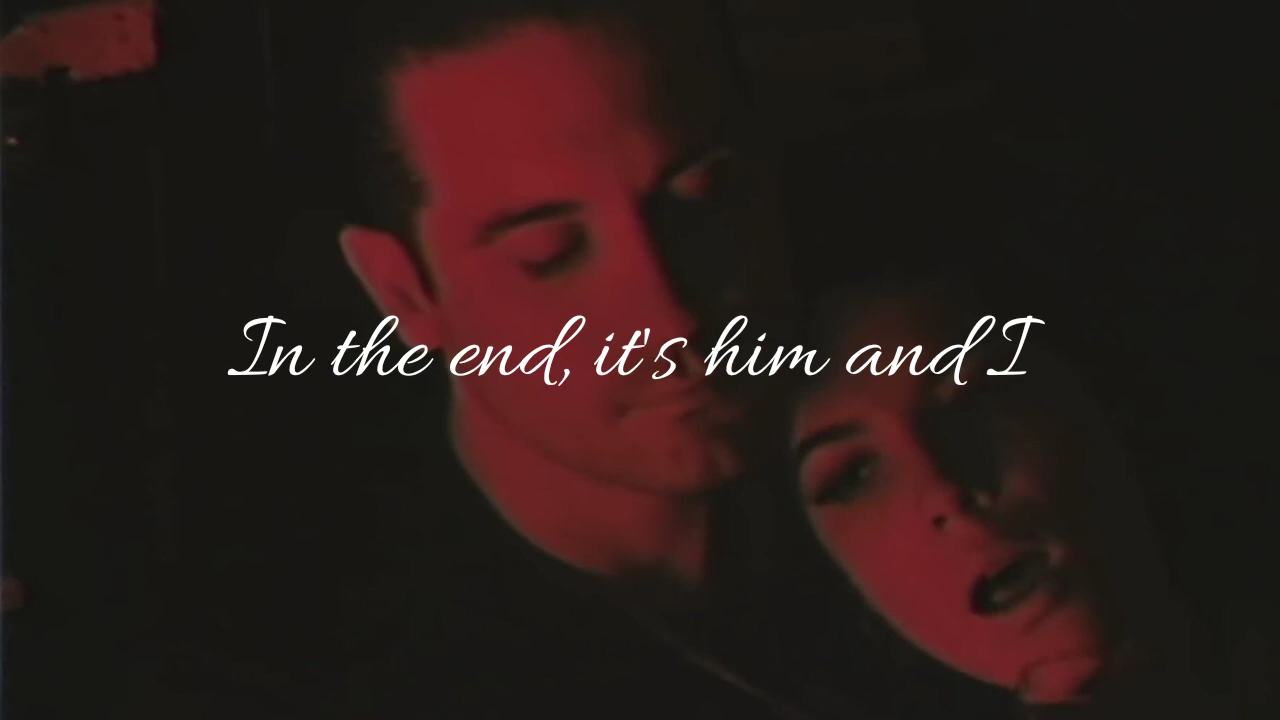 In the end, it's him and I